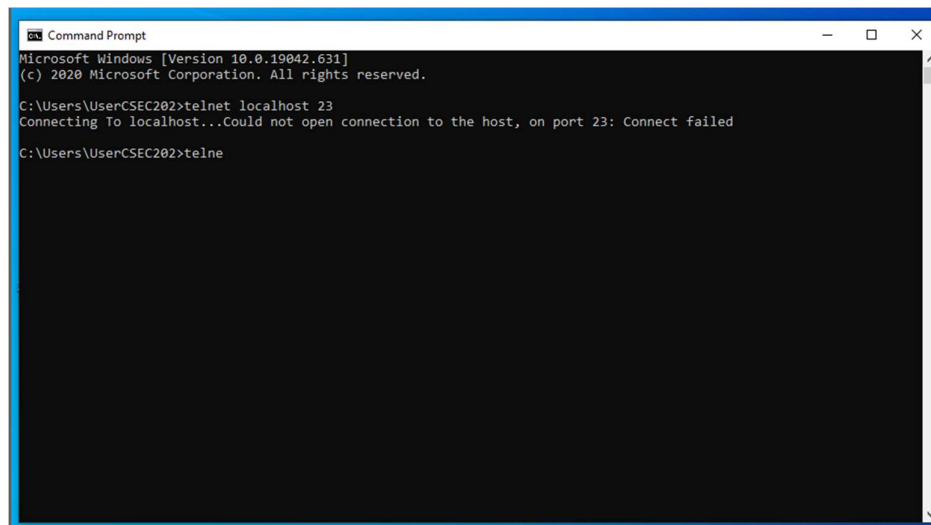 Command Prompt
Microsoft Windows [Version 10.0.19042.631]
(c) 2020 Microsoft Corporation. All rights reserved.
C:\Users\UserCSEC202>telnet localhost 23
Connecting To localhost...Could not open connection to the host, on port 23: Connect failed
C:\Users\UserCSEC202>telne